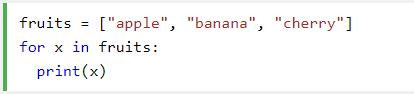 fruits = ["apple", "banana", "cherry"]
for x in fruits:
  print(x)